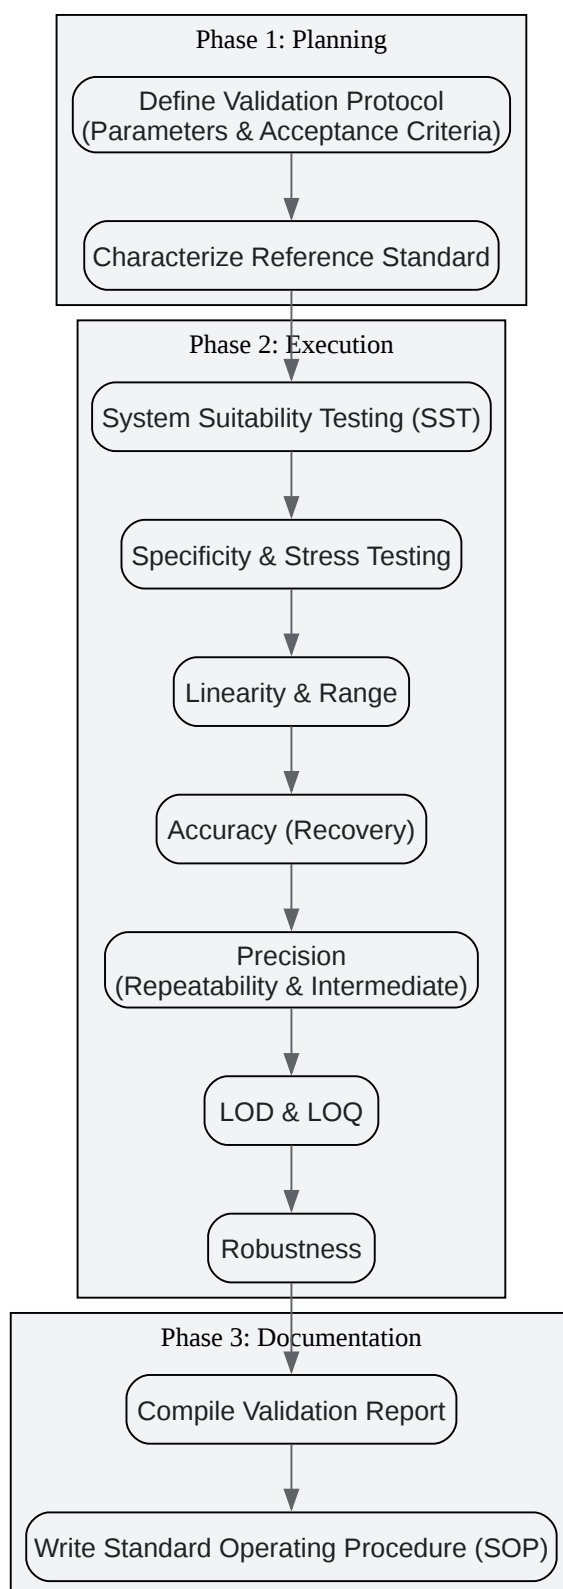 Phase 1: Planning
Define Validation Protocol
(Parameters & Acceptance Criteria)
Characterize Reference Standard
Phase 2: Execution
System Suitability Testing (SST)
Specificity & Stress Testing
Linearity & Range
Accuracy (Recovery)
Precision
(Repeatability & Intermediate)
LOD & LOQ
Robustness
Phase 3: Documentation
Compile Validation Report
Write Standard Operating Procedure (SOP)